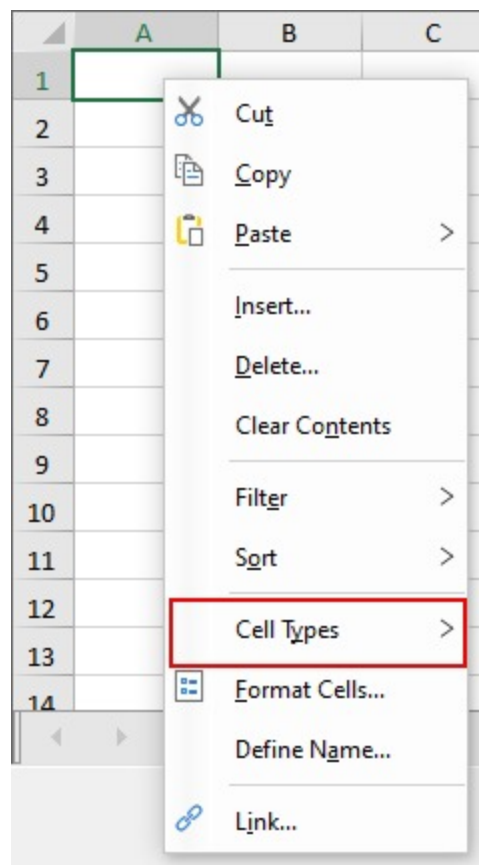 A B C
1
Cut
2
Copy
3
4
Paste
5
Insert...
6
7
Delete...
8
Clear Contents
9
Filter
10
11
Sort
12
Cell Types
13
14
Format Cells...
Define Name...
Link...